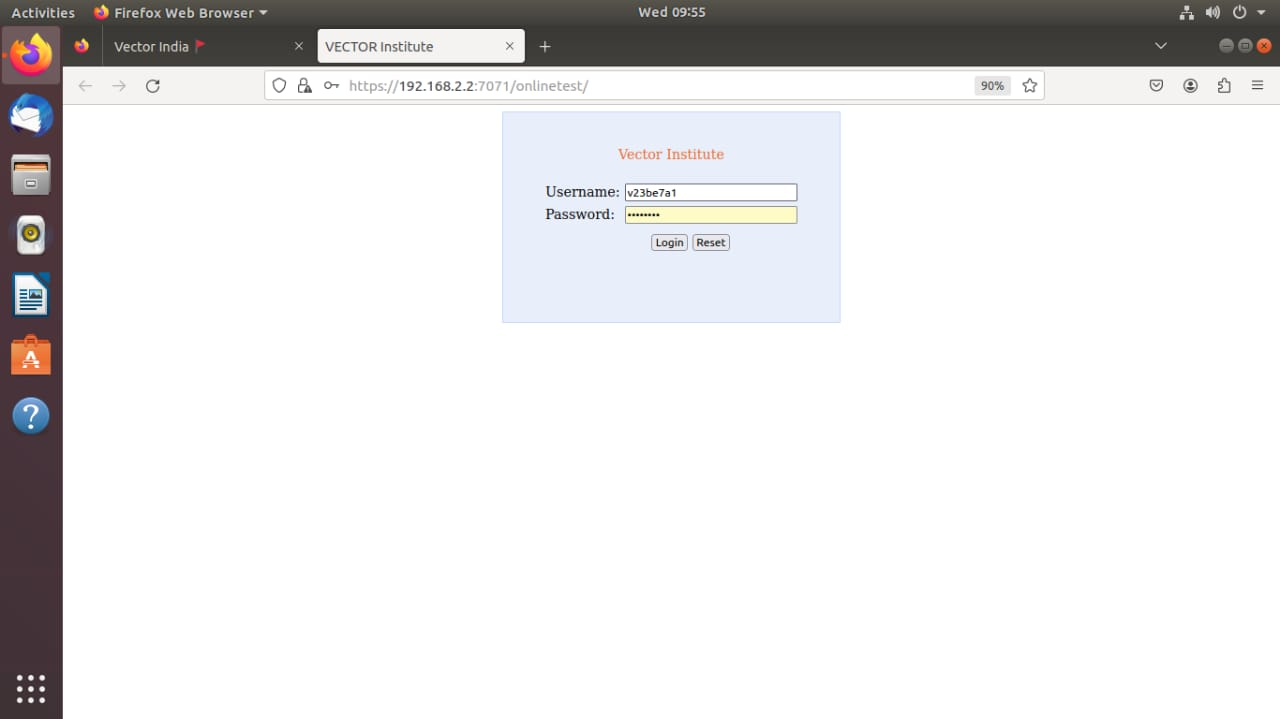 Activities Firefox Web Browser Wed 09:55
Vector India VECTOR Institute
https://192.168.2.2:7071/onlinetest/ 90%
Vector Institute
Username: v23be7a1
Password: ••••••••
Login Reset